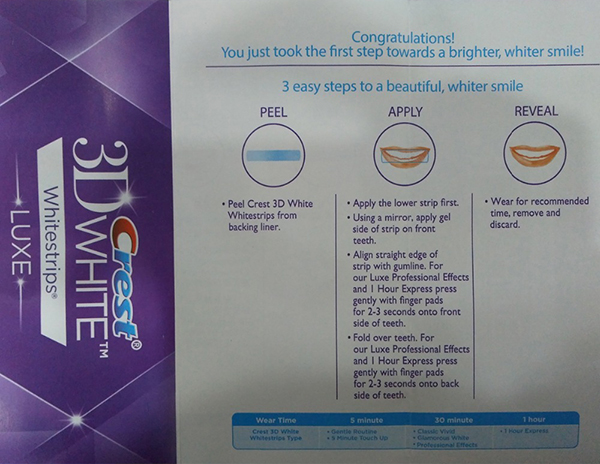 Congratulations!
You just took the first step towards a brighter, whiter smile!
3 easy steps to a beautiful, whiter smile
PEEL
• Peel Crest 3D White
Whitestrips from
backing liner.
APPLY
• Apply the lower strip first.
• Using a mirror, apply gel
side of strip on front
teeth.
• Align straight edge of
strip with gumline. For
our Luxe Professional Effects
and 1 Hour Express press
gently with finger pads
for 2-3 seconds onto front
side of teeth.
• Fold over teeth. For
our Luxe Professional Effects
and 1 Hour Express press
gently with finger pads
for 2-3 seconds onto back
side of teeth.
REVEAL
• Wear for recommended
time, remove and
discard.
Wear Time 5 minute 30 minute 1 hour
Crest 3D White
Whitestrips Type
• Gentle Routine
• 5 Minute Touch Up
• Classic Vivid
• Glamorous White
• Professional Effects
• 1 Hour Express
Crest®
3D WHITE™
Whitestrips®
LUXE